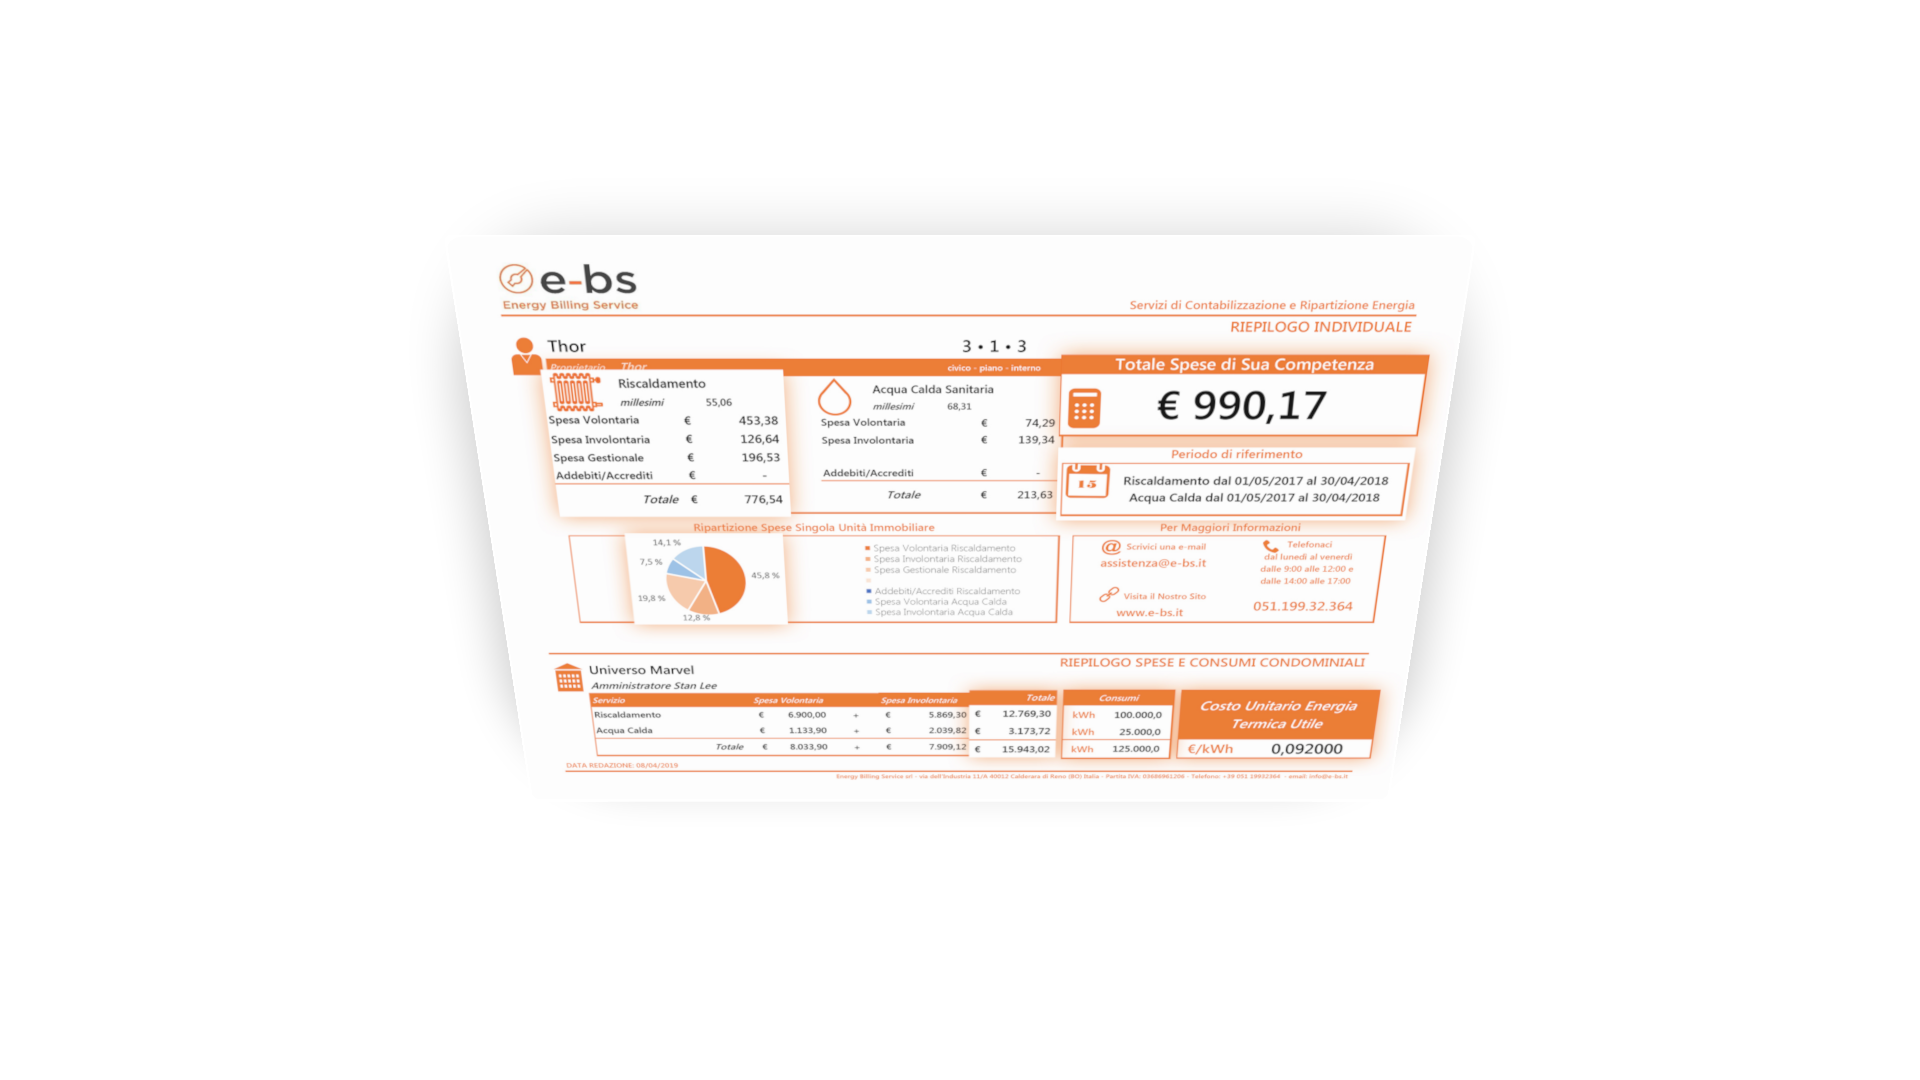 e-bs
Energy Billing Service
Servizi di Contabilizzazione e Ripartizione Energia
RIEPILOGO INDIVIDUALE
Thor 3 • 1 • 3
Proprietario Thor civico - piano - interno
Totale Spese di Sua Competenza
€ 990,17
Riscaldamento
millesimi 55,06
Spesa Volontaria € 453,38
Spesa Involontaria € 126,64
Spesa Gestionale € 196,53
Addebiti/Accrediti € -
Totale € 776,54
Acqua Calda Sanitaria
millesimi 68,31
Spesa Volontaria € 74,29
Spesa Involontaria € 139,34
Addebiti/Accrediti € -
Totale € 213,63
Periodo di riferimento
15
Riscaldamento dal 01/05/2017 al 30/04/2018
Acqua Calda dal 01/05/2017 al 30/04/2018
Ripartizione Spese Singola Unità Immobiliare
14,1 %
7,5 %
45,8 %
19,8 %
12,8 %
Spesa Volontaria Riscaldamento
Spesa Involontaria Riscaldamento
Spesa Gestionale Riscaldamento
Addebiti/Accrediti Riscaldamento
Spesa Volontaria Acqua Calda
Spesa Involontaria Acqua Calda
Per Maggiori Informazioni
@ Scrivici una e-mail
assistenza@e-bs.it
Visita il Nostro Sito
www.e-bs.it
Telefonaci
dal lunedì al venerdì
dalle 9:00 alle 12:00 e
dalle 14:00 alle 17:00
051.199.32.364
RIEPILOGO SPESE E CONSUMI CONDOMINIALI
Universo Marvel
Amministratore Stan Lee
Servizio Spesa Volontaria Spesa Involontaria Totale Consumi
Riscaldamento € 6.900,00 + € 5.869,30 € 12.769,30 kWh 100.000,0
Acqua Calda € 1.133,90 + € 2.039,82 € 3.173,72 kWh 25.000,0
Totale € 8.033,90 + € 7.909,12 € 15.943,02 kWh 125.000,0
Costo Unitario Energia
Termica Utile
€/kWh 0,092000
DATA REDAZIONE: 08/04/2019
Energy Billing Service srl - via dell'Industria 11/A 40012 Calderara di Reno (BO) Italia - Partita IVA: 03686961206 - Telefono: +39 051 19932364 - email: info@e-bs.it